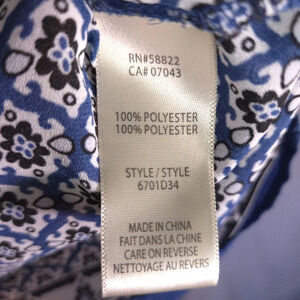 RN#58822
CA# 07043
100% POLYESTER
100% POLYESTER
STYLE / STYLE
6701D34
MADE IN CHINA
FAIT DANS LA CHINE
CARE ON REVERSE
NETTOYAGE AU REVERS